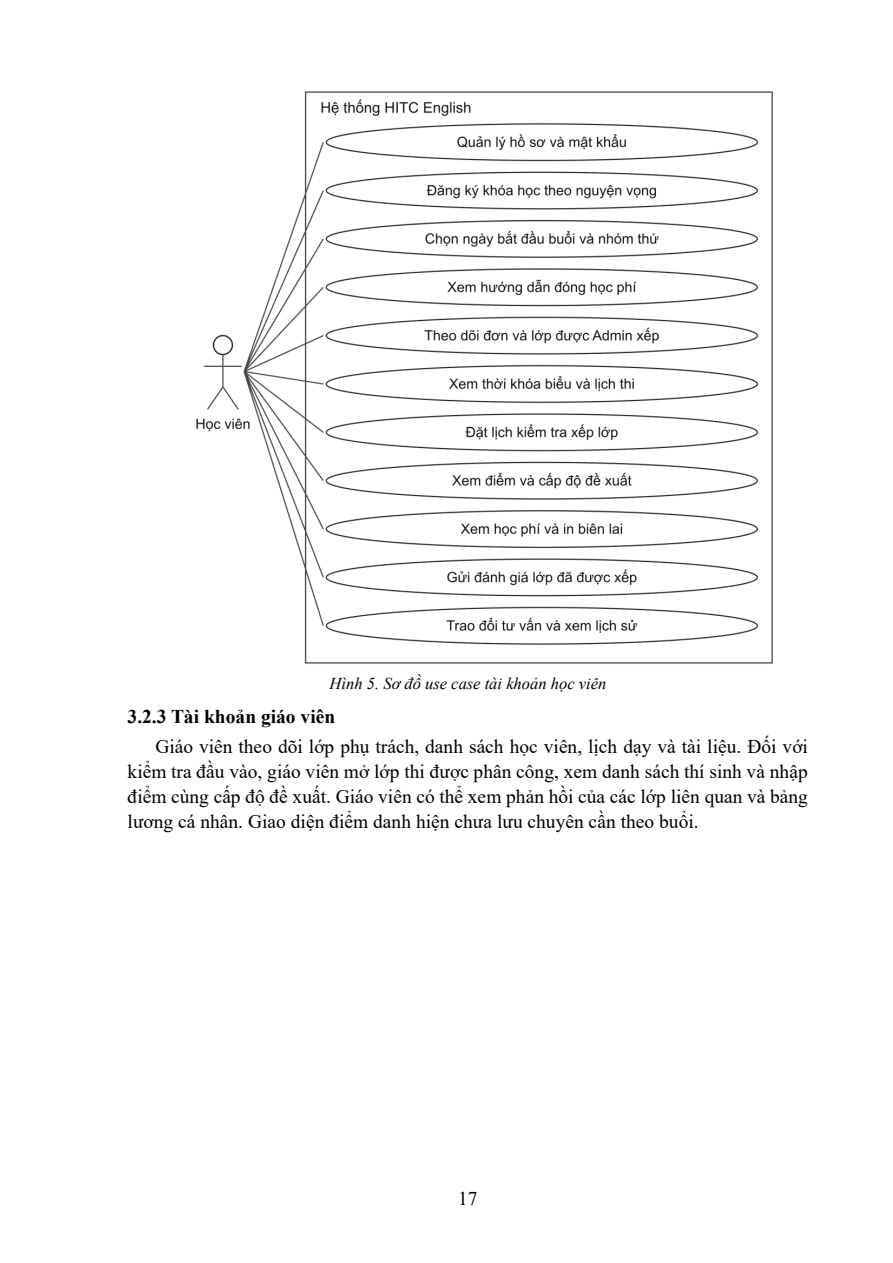 Hệ thống HITC English
Quản lý hồ sơ và mật khẩu
Đăng ký khóa học theo nguyện vọng
Chọn ngày bắt đầu buổi và nhóm thứ
Xem hướng dẫn đóng học phí
Theo dõi đơn và lớp được Admin xếp
Xem thời khóa biểu và lịch thi
Học viên
Đặt lịch kiểm tra xếp lớp
Xem điểm và cấp độ đề xuất
Xem học phí và in biên lai
Gửi đánh giá lớp đã được xếp
Trao đổi tư vấn và xem lịch sử
Hình 5. Sơ đồ use case tài khoản học viên
3.2.3 Tài khoản giáo viên
Giáo viên theo dõi lớp phụ trách, danh sách học viên, lịch dạy và tài liệu. Đối với
kiểm tra đầu vào, giáo viên mở lớp thi được phân công, xem danh sách thí sinh và nhập
điểm cùng cấp độ đề xuất. Giáo viên có thể xem phản hồi của các lớp liên quan và bảng
lương cá nhân. Giao diện điểm danh hiện chưa lưu chuyên cần theo buổi.
17